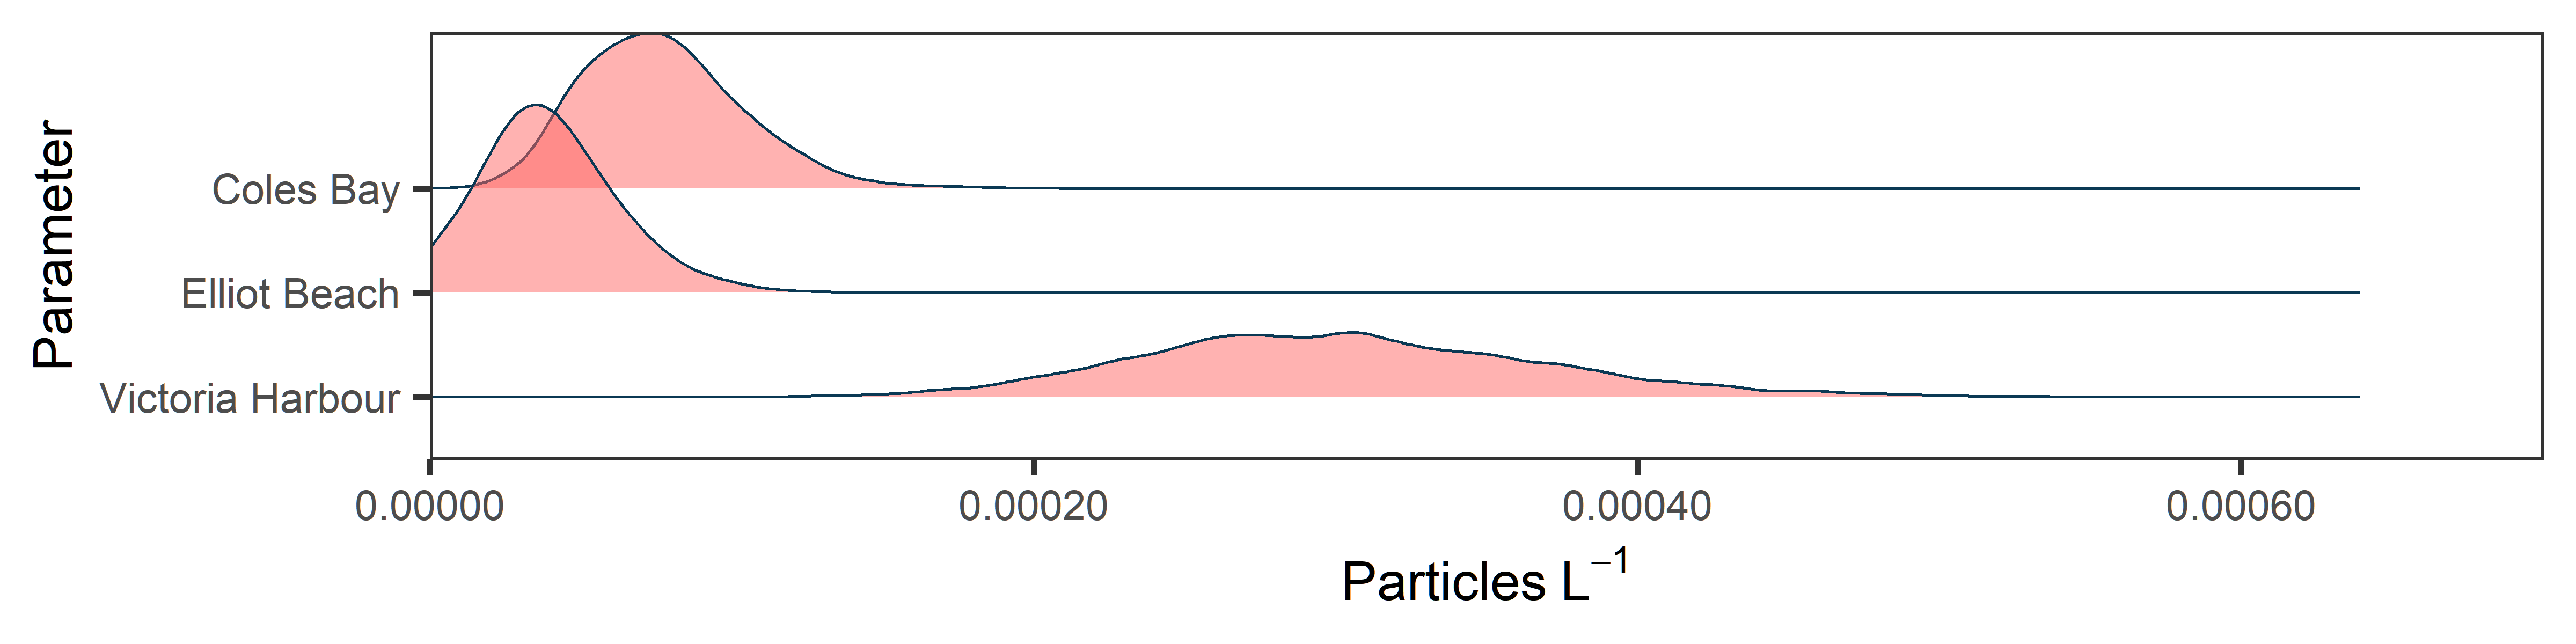 Parameter
Coles Bay
Elliot Beach
Victoria Harbour
0.00000 0.00020 0.00040 0.00060
Particles L⁻¹